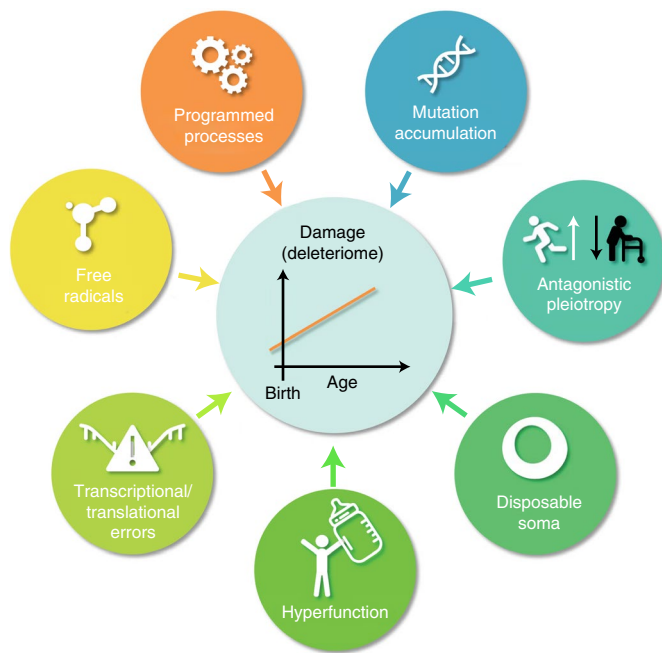 Programmed
processes
Mutation
accumulation
Free
radicals
Damage
(deleteriome)
Birth
Age
Antagonistic
pleiotropy
Transcriptional/
translational
errors
Hyperfunction
Disposable
soma